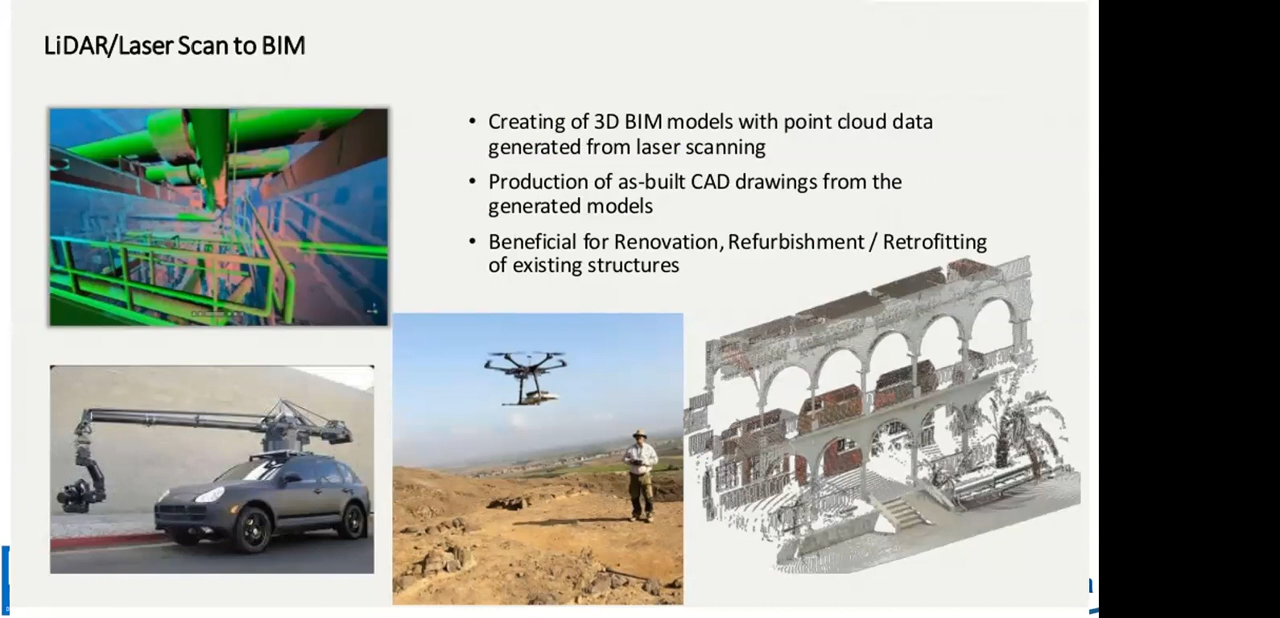 LiDAR/Laser Scan to BIM
• Creating of 3D BIM models with point cloud data
generated from laser scanning
• Production of as-built CAD drawings from the
generated models
• Beneficial for Renovation, Refurbishment / Retrofitting
of existing structures